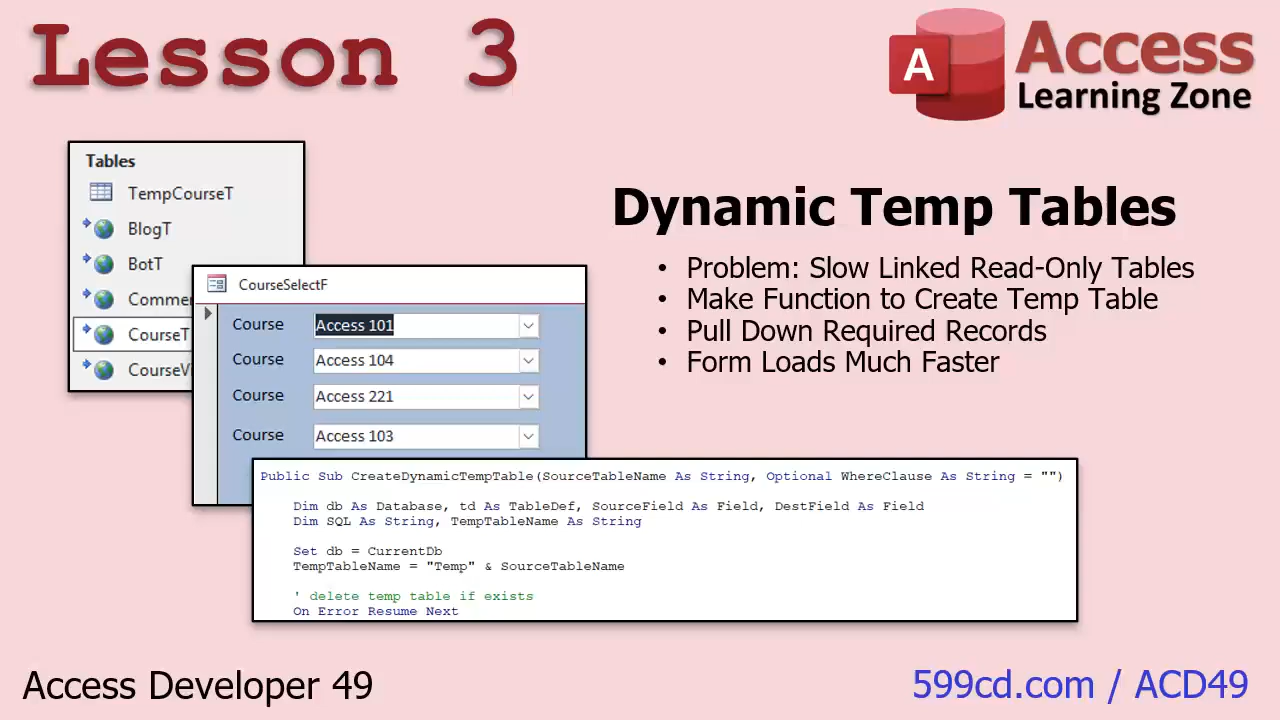 Lesson 3
A
Access
Learning Zone
Tables
TempCourseT
BlogT
BotT
Comme
CourseT
CourseV
CourseSelectF
Course Access 101
Course Access 104
Course Access 221
Course Access 103
Dynamic Temp Tables
• Problem: Slow Linked Read-Only Tables
• Make Function to Create Temp Table
• Pull Down Required Records
• Form Loads Much Faster
Public Sub CreateDynamicTempTable(SourceTableName As String, Optional WhereClause As String = "")
Dim db As Database, td As TableDef, SourceField As Field, DestField As Field
Dim SQL As String, TempTableName As String
Set db = CurrentDb
TempTableName = "Temp" & SourceTableName
' delete temp table if exists
On Error Resume Next
Access Developer 49
599cd.com / ACD49